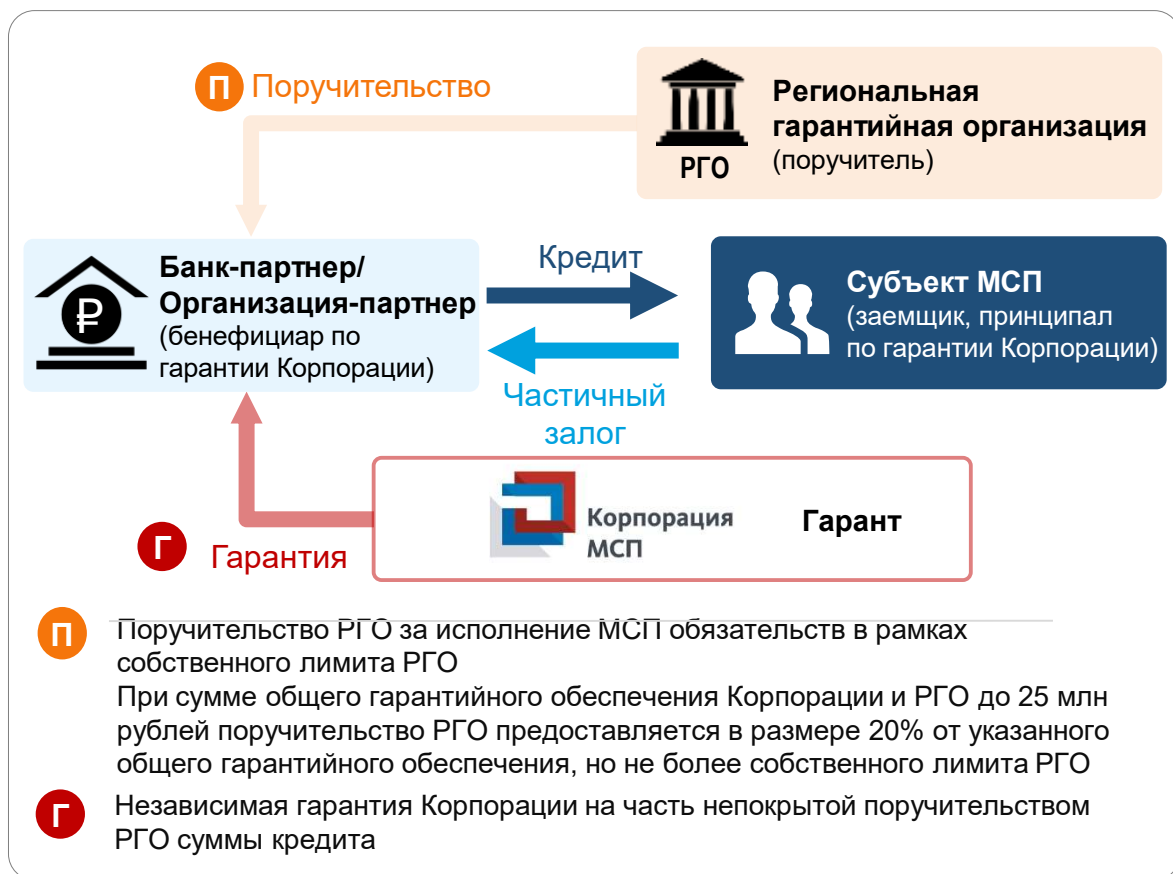 П Поручительство
РГО
Региональная
гарантийная организация
(поручитель)
₽
Банк-партнер/
Организация-партнер
(бенефициар по
гарантии Корпорации)
Кредит
Частичный
залог
Субъект МСП
(заемщик, принципал
по гарантии Корпорации)
Корпорация
МСП
Гарант
Г Гарантия
П Поручительство РГО за исполнение МСП обязательств в рамках
собственного лимита РГО
При сумме общего гарантийного обеспечения Корпорации и РГО до 25 млн
рублей поручительство РГО предоставляется в размере 20% от указанного
общего гарантийного обеспечения, но не более собственного лимита РГО
Г Независимая гарантия Корпорации на часть непокрытой поручительством
РГО суммы кредита